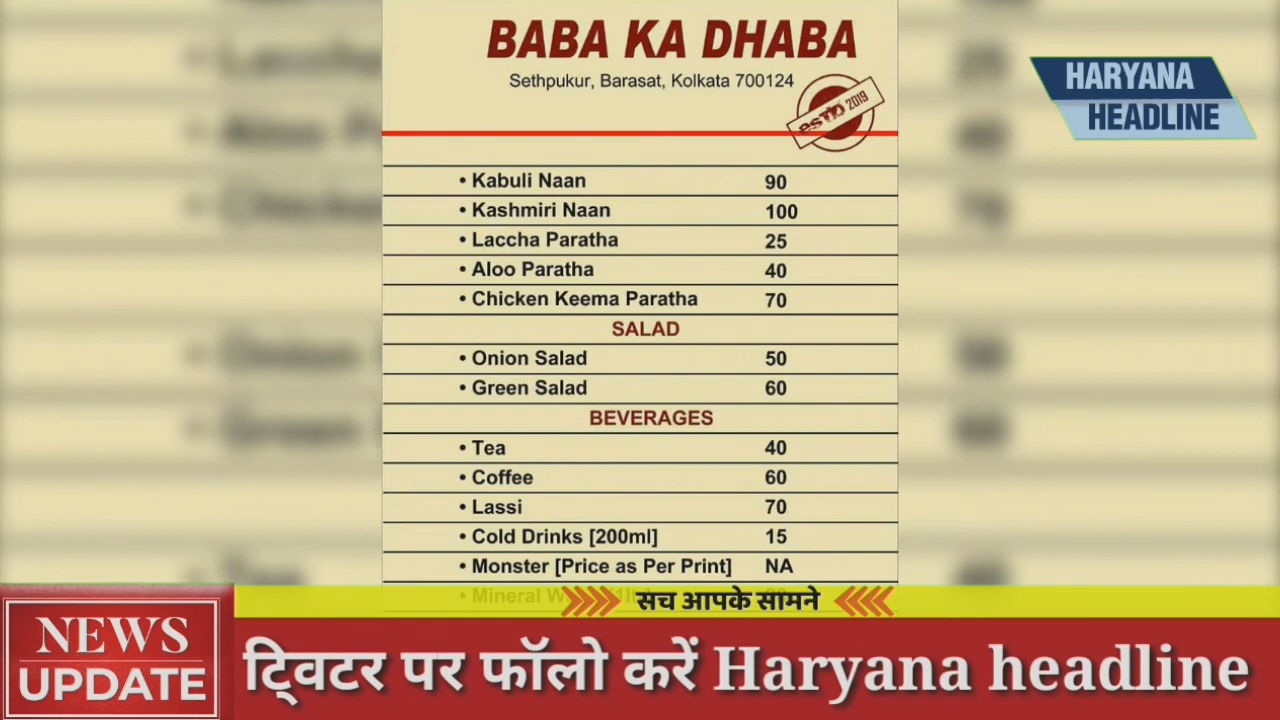 BABA KA DHABA
Sethpukur, Barasat, Kolkata 700124
estd 2019
HARYANA
HEADLINE
• Kabuli Naan 90
• Kashmiri Naan 100
• Laccha Paratha 25
• Aloo Paratha 40
• Chicken Keema Paratha 70
SALAD
• Onion Salad 50
• Green Salad 60
BEVERAGES
• Tea 40
• Coffee 60
• Lassi 70
• Cold Drinks [200ml] 15
• Monster [Price as Per Print] NA
• Mineral
सच आपके सामने
NEWS
UPDATE
ट्विटर पर फॉलो करें Haryana headline